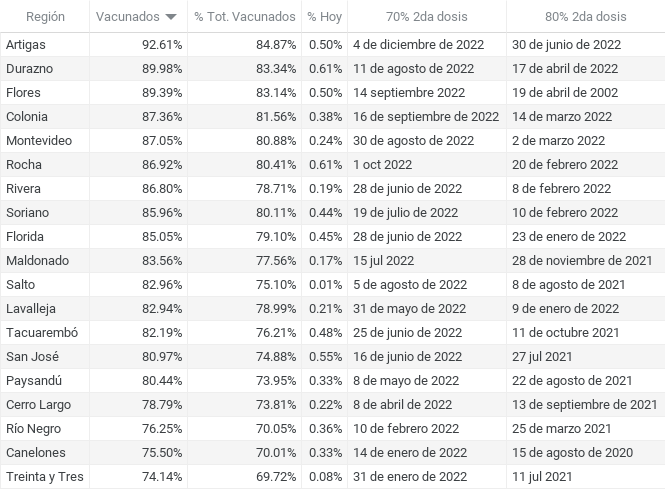 Región Vacunados % Tot. Vacunados % Hoy 70% 2da dosis 80% 2da dosis
Artigas 92.61% 84.87% 0.50% 4 de diciembre de 2022 30 de junio de 2022
Durazno 89.98% 83.34% 0.61% 11 de agosto de 2022 17 de abril de 2022
Flores 89.39% 83.14% 0.50% 14 septiembre 2022 19 de abril de 2002
Colonia 87.36% 81.56% 0.38% 16 de septiembre de 2022 14 de marzo 2022
Montevideo 87.05% 80.88% 0.24% 30 de agosto de 2022 2 de marzo 2022
Rocha 86.92% 80.41% 0.61% 1 oct 2022 20 de febrero 2022
Rivera 86.80% 78.71% 0.19% 28 de junio de 2022 8 de febrero 2022
Soriano 85.96% 80.11% 0.44% 19 de julio de 2022 10 de febrero 2022
Florida 85.05% 79.10% 0.45% 28 de junio de 2022 23 de enero de 2022
Maldonado 83.56% 77.56% 0.17% 15 jul 2022 28 de noviembre de 2021
Salto 82.96% 75.10% 0.01% 5 de agosto de 2022 8 de agosto de 2021
Lavalleja 82.94% 78.99% 0.21% 31 de mayo de 2022 9 de enero de 2022
Tacuarembó 82.19% 76.21% 0.48% 25 de junio de 2022 11 de octubre 2021
San José 80.97% 74.88% 0.55% 16 de junio de 2022 27 jul 2021
Paysandú 80.44% 73.95% 0.33% 8 de mayo de 2022 22 de agosto de 2021
Cerro Largo 78.79% 73.81% 0.22% 8 de abril de 2022 13 de septiembre de 2021
Río Negro 76.25% 70.05% 0.36% 10 de febrero de 2022 25 de marzo 2021
Canelones 75.50% 70.01% 0.33% 14 de enero de 2022 15 de agosto de 2020
Treinta y Tres 74.14% 69.72% 0.08% 31 de enero de 2022 11 jul 2021